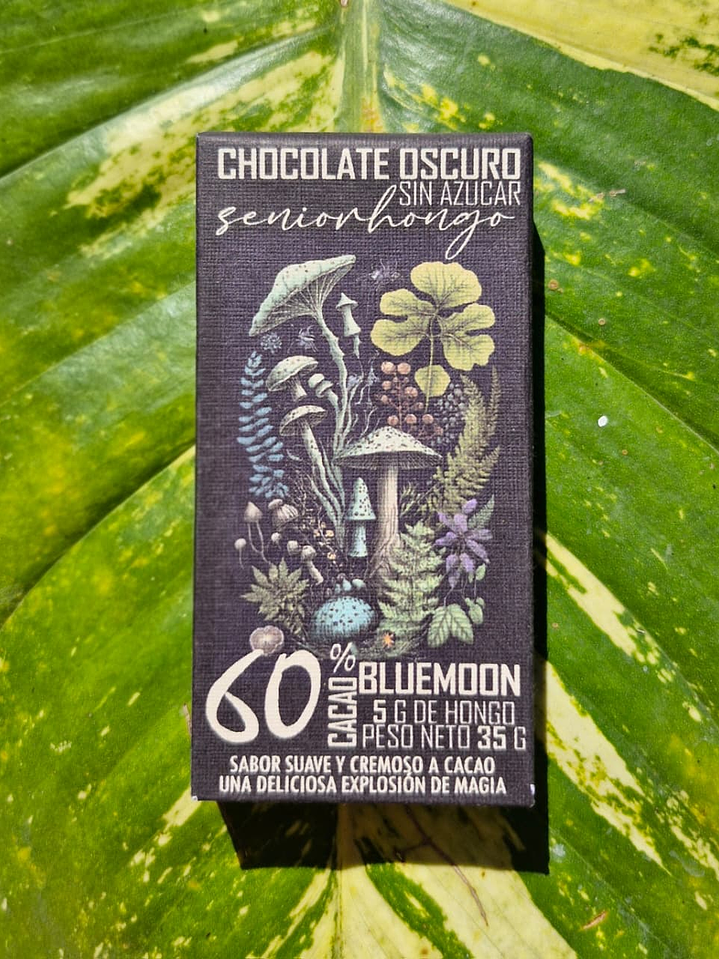 CHOCOLATE OSCURO
SIN AZUCAR
seniorhongo
60% CACAO
BLUEMOON
5 G DE HONGO
PESO NETO 35 G
SABOR SUAVE Y CREMOSO A CACAO
UNA DELICIOSA EXPLOSIÓN DE MAGIA